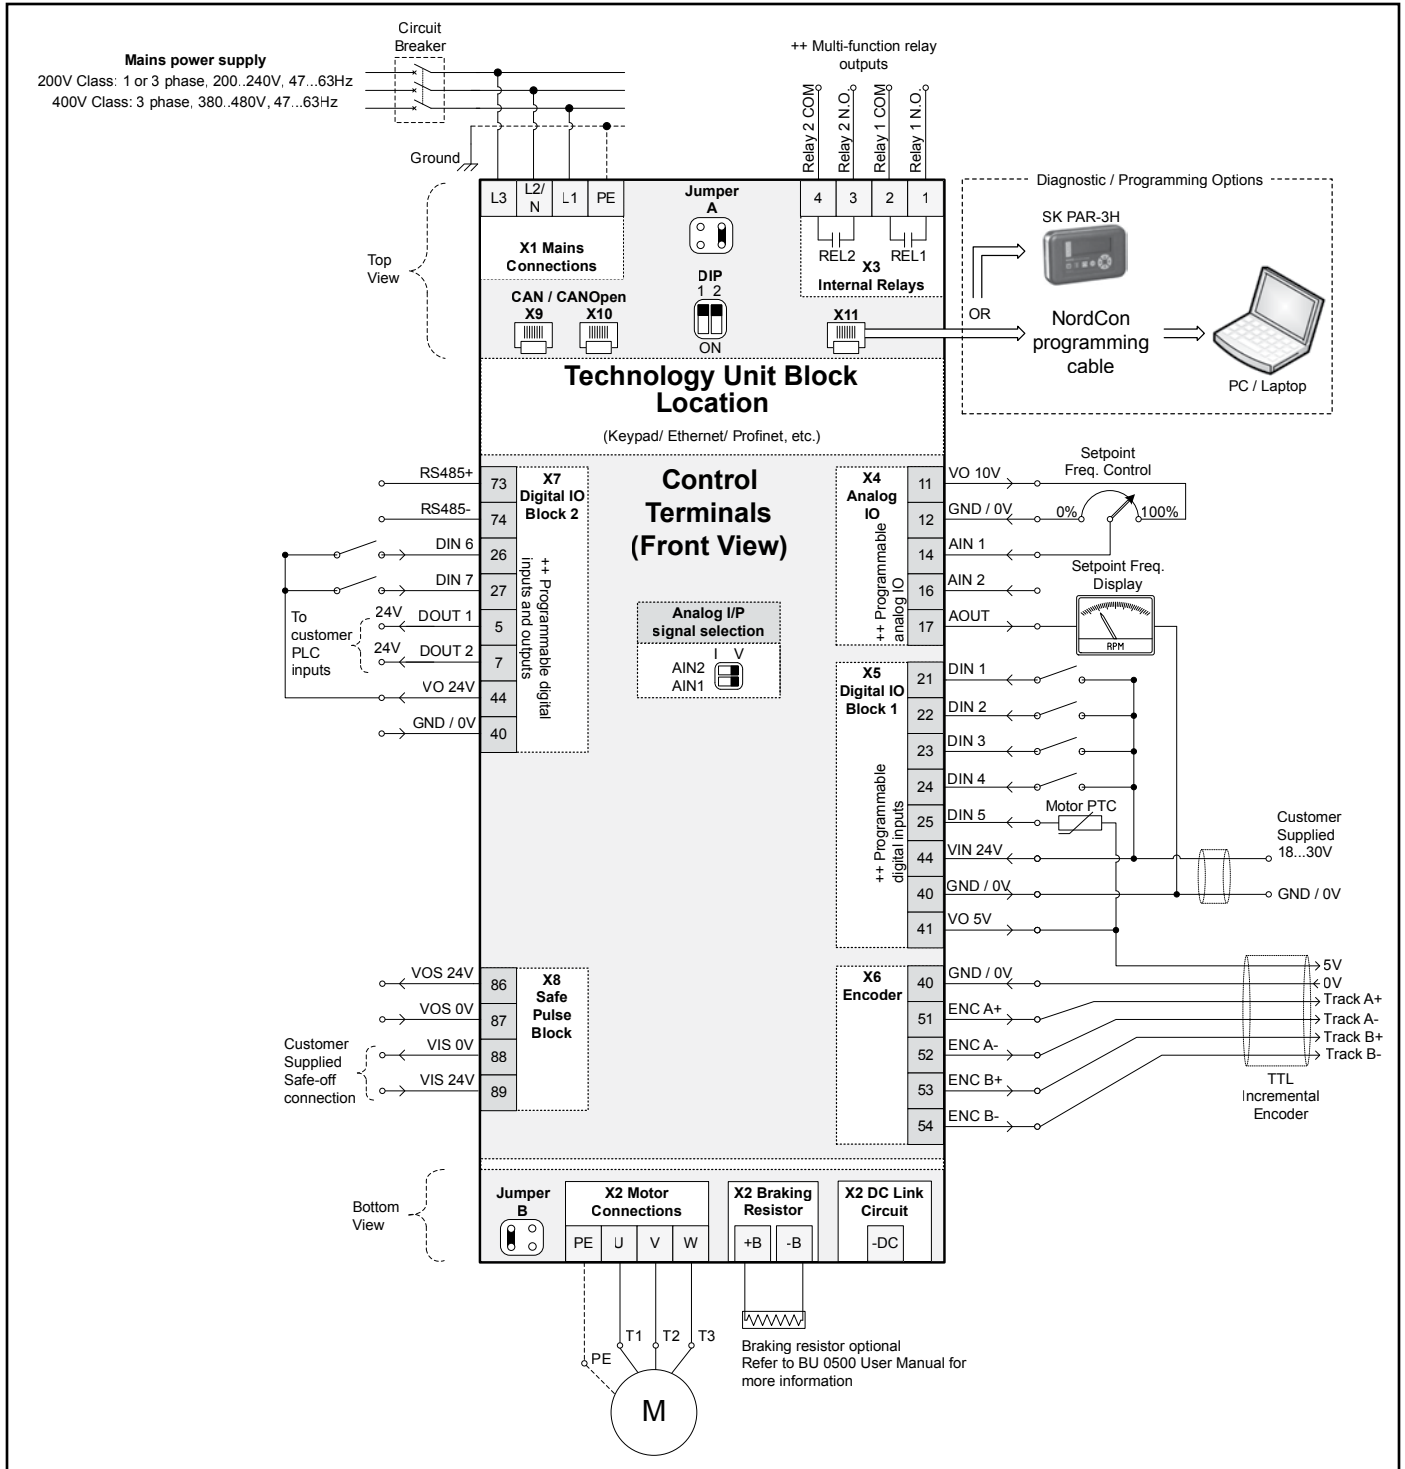 Circuit
Breaker
Mains power supply
200V Class: 1 or 3 phase, 200..240V, 47...63Hz
400V Class: 3 phase, 380..480V, 47...63Hz
Ground
++ Multi-function relay
outputs
Relay 2 COM
Relay 2 N.O.
Relay 1 COM
Relay 1 N.O.
L3
L2/
N
L1
PE
Jumper
A
4
3
2
1
REL2
REL1
X3
Internal Relays
X1 Mains
Connections
Top
View
CAN / CANOpen
X9
X10
DIP
1 2
ON
X11
Diagnostic / Programming Options
SK PAR-3H
OR
NordCon
programming
cable
PC / Laptop
Technology Unit Block
Location
(Keypad/ Ethernet/ Profinet, etc.)
Control
Terminals
(Front View)
RS485+
RS485-
DIN 6
DIN 7
24V
DOUT 1
24V
DOUT 2
VO 24V
GND / 0V
To
customer
PLC
inputs
73
74
26
27
5
7
44
40
X7
Digital IO
Block 2
++ Programmable digital
inputs and outputs
Analog I/P
signal selection
I V
AIN2
AIN1
X4
Analog
IO
++ Programmable
analog IO
11
12
14
16
17
VO 10V
GND / 0V
AIN 1
AIN 2
AOUT
Setpoint
Freq. Control
0%
100%
Setpoint Freq.
Display
RPM
X5
Digital IO
Block 1
++ Programmable
digital inputs
21
22
23
24
25
44
40
41
DIN 1
DIN 2
DIN 3
DIN 4
DIN 5
VIN 24V
GND / 0V
VO 5V
Motor PTC
Customer
Supplied
18...30V
GND / 0V
VOS 24V
VOS 0V
VIS 0V
VIS 24V
Customer
Supplied
Safe-off
connection
86
87
88
89
X8
Safe
Pulse
Block
X6
Encoder
40
51
52
53
54
GND / 0V
ENC A+
ENC A-
ENC B+
ENC B-
5V
0V
Track A+
Track A-
Track B+
Track B-
TTL
Incremental
Encoder
Bottom
View
Jumper
B
X2 Motor
Connections
PE
U
V
W
X2 Braking
Resistor
+B
-B
X2 DC Link
Circuit
-DC
PE
T1
T2
T3
M
Braking resistor optional
Refer to BU 0500 User Manual for
more information